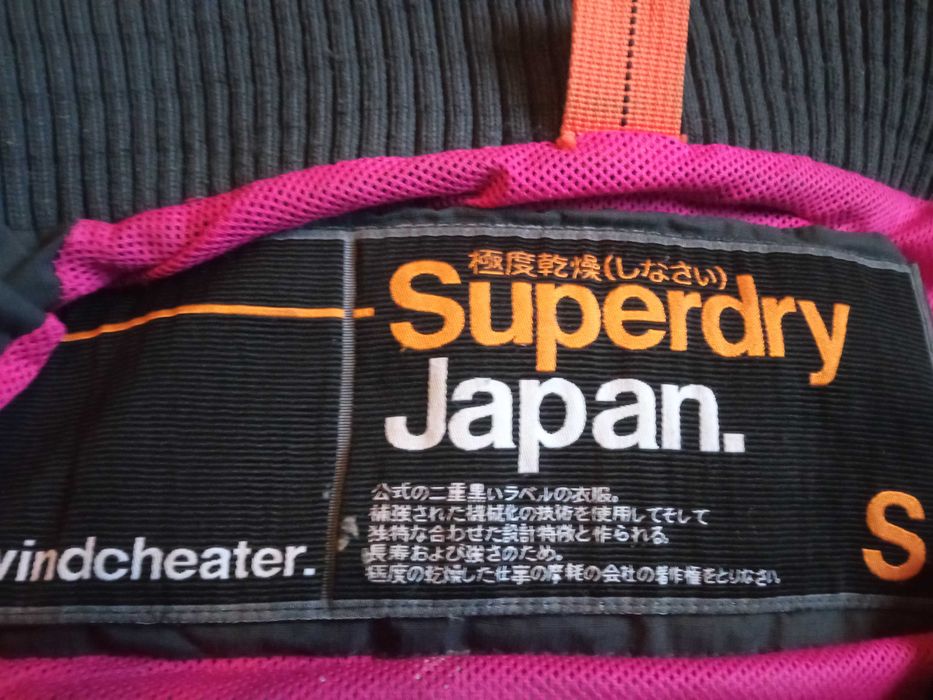 極度乾燥(しなさい)
Superdry
Japan.
公式の二重黒いラベルの衣服。
補強された機械化の技術を使用してそして
独特な合わせた設計特徴と作られる。
長寿および強さのため。
極度の乾燥した仕事の摩耗の会社の著作権をとりなさい
windcheater.
S